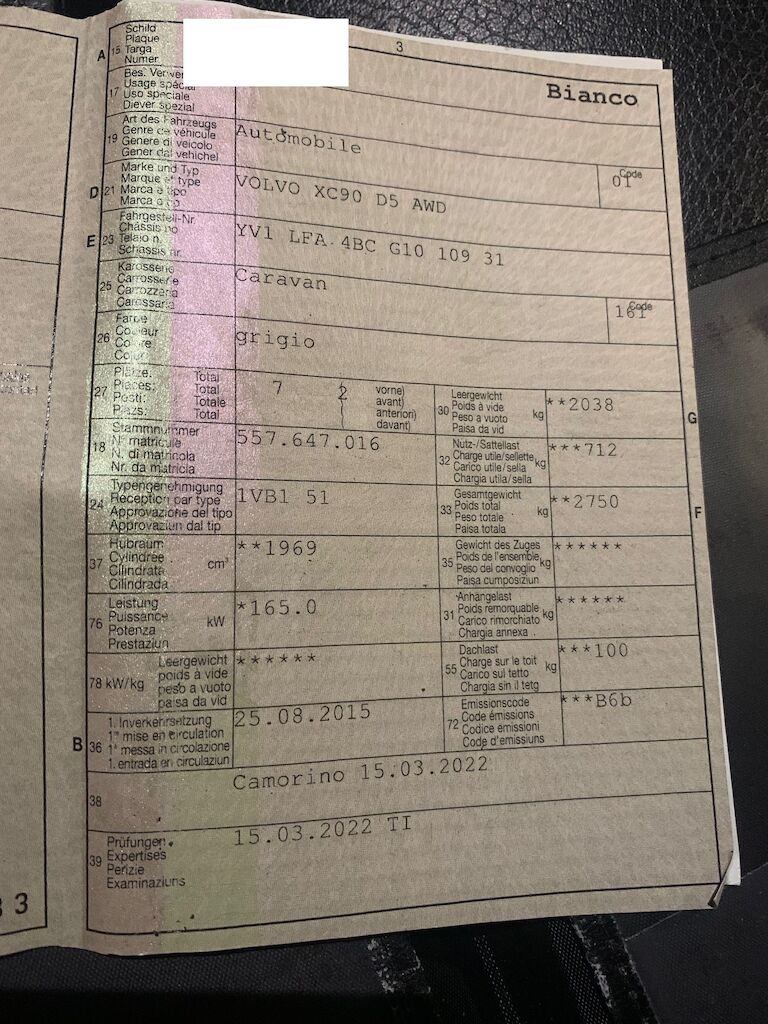 3
A 15 Schild
Plaque
Targa
Numer
Bianco
17 Bes. Verwen
Usage spécial
Uso speciale
Diever spezial
19 Art des Fahrzeugs
Genre de véhicule
Genere di veicolo
Gener dal vehichel
Automobile
Code
01
D 21 Marke und Typ
Marque et type
Marca e tipo
Marca e tip
VOLVO XC90 D5 AWD
E 23 Fahrgestell-Nr.
Châssis no
Telaio n.
Schassis nr.
YV1 LFA 4BC G10 109 31
25 Karosserie
Carrosserie
Carrozzeria
Carossaria
Caravan
Code
161
26 Farbe
Couleur
Colore
Colur
grigio
27 Plätze: Total
Places: Total
Posti: Totale
Plazs: Total
7 2
vorne)
avant)
anteriori)
davant)
30 Leergewicht
Poids à vide
Peso a vuoto
Paisa da vid
kg
**2038
G
18 Stammnummer
N° matricule
N. di matricola
Nr. da matricla
557.647.016
32 Nutz-/Sattellast
Charge utile/sellette
Carico utile/sella
Chargia utila/sella
kg
***712
24 Typengenehmigung
Réception par type
Approvazione del tipo
Approvaziun dal tip
1VB1 51
33 Gesamtgewicht
Poids total
Peso totale
Paisa totala
kg
**2750
F
37 Hubraum
Cylindrée
Cilindrata
Cilindrada
cm³
**1969
35 Gewicht des Zuges
Poids de l'ensemble
Peso del convoglio
Paisa cumposiziun
kg
******
76 Leistung
Puissance
Potenza
Prestaziun
kW
*165.0
31 Anhängelast
Poids remorquable
Carico rimorchiato
Chargia annexa
kg
******
78 kW/kg
Leergewicht
poids à vide
peso a vuoto
paisa da vid
******
55 Dachlast
Charge sur le toit
Carico sul tetto
Chargia sin il tetg
kg
***100
B 36 1. Inverkehrsetzung
1re mise en circulation
1a messa in circolazione
1. entrada en circulaziun
25.08.2015
72 Emissionscode
Code émissions
Codice emissioni
Code d'emissiuns
***B6b
38
Camorino 15.03.2022
39 Prüfungen
Expertises
Perizie
Examinaziuns
15.03.2022 TI
3